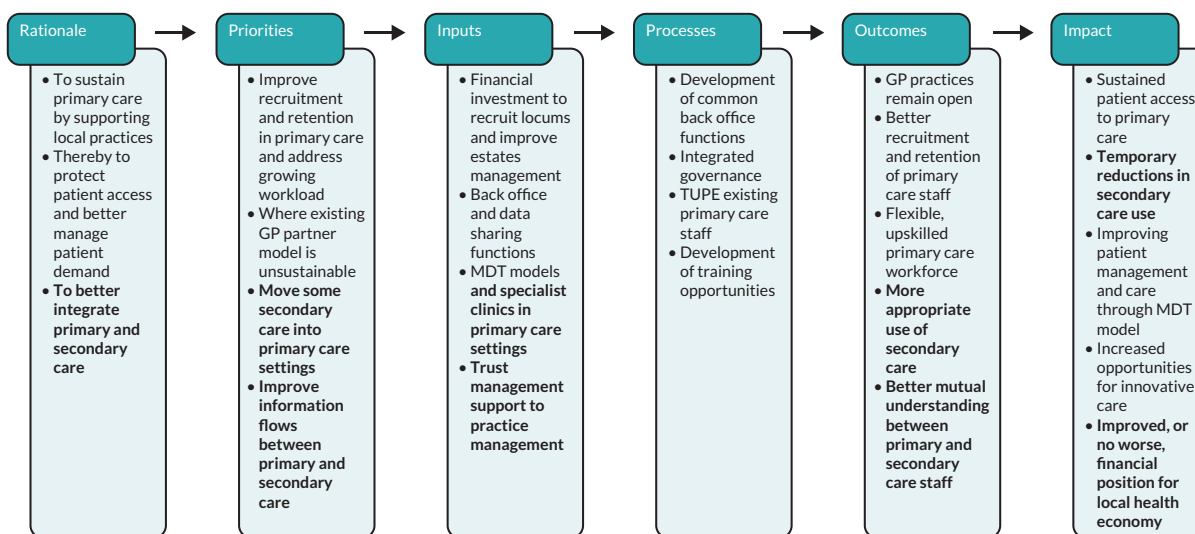 Rationale
• To sustain
primary care
by supporting
local practices
• Thereby to
protect
patient access
and better
manage
patient
demand
• To better
integrate
primary and
secondary
care
Priorities
• Improve
recruitment
and retention
in primary care
and address
growing
workload
• Where existing
GP partner
model is
unsustainable
• Move some
secondary
care into
primary care
settings
• Improve
information
flows
between
primary and
secondary
care
Inputs
• Financial
investment to
recruit locums
and improve
estates
management
• Back office
and data
sharing
functions
• MDT models
and specialist
clinics in
primary care
settings
• Trust
management
support to
practice
management
Processes
• Development
of common
back office
functions
• Integrated
governance
• TUPE existing
primary care
staff
• Development
of training
opportunities
Outcomes
• GP practices
remain open
• Better
recruitment
and retention
of primary
care staff
• Flexible,
upskilled
primary care
workforce
• More
appropriate
use of
secondary
care
• Better mutual
understanding
between
primary and
secondary
care staff
Impact
• Sustained
patient access
to primary
care
• Temporary
reductions in
secondary
care use
• Improving
patient
management
and care
through MDT
model
• Increased
opportunities
for innovative
care
• Improved, or
no worse,
financial
position for
local health
economy